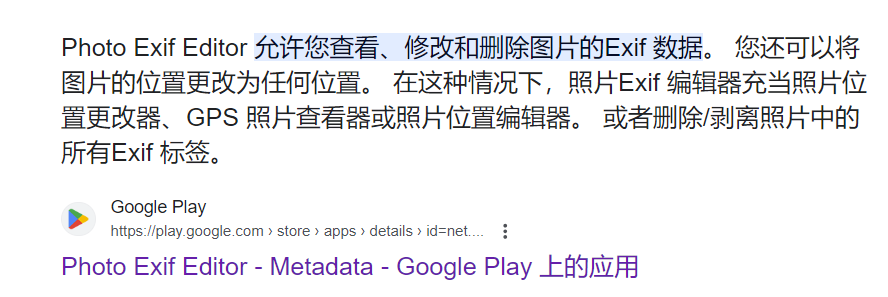 Photo Exif Editor 允许您查看、修改和删除图片的Exif 数据。 您还可以将
图片的位置更改为任何位置。 在这种情况下，照片Exif 编辑器充当照片位
置更改器、GPS 照片查看器或照片位置编辑器。 或者删除/剥离照片中的
所有Exif 标签。
Google Play
https://play.google.com › store › apps › details › id=net....
Photo Exif Editor - Metadata - Google Play 上的应用